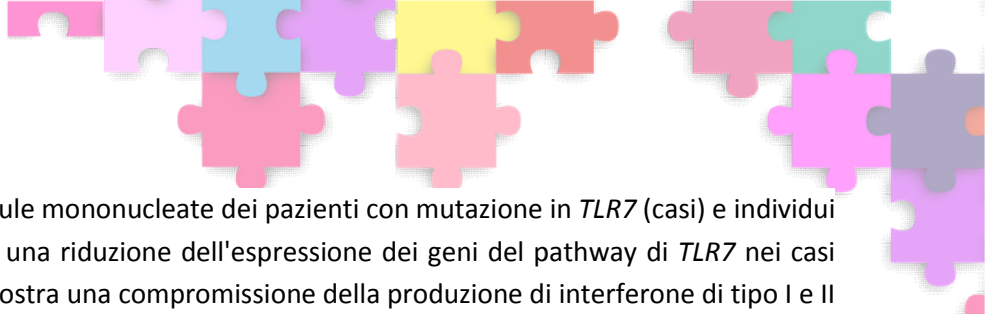 ule mononucleate dei pazienti con mutazione in TLR7 (casi) e individui
una riduzione dell'espressione dei geni del pathway di TLR7 nei casi
ostra una compromissione della produzione di interferone di tipo I e II